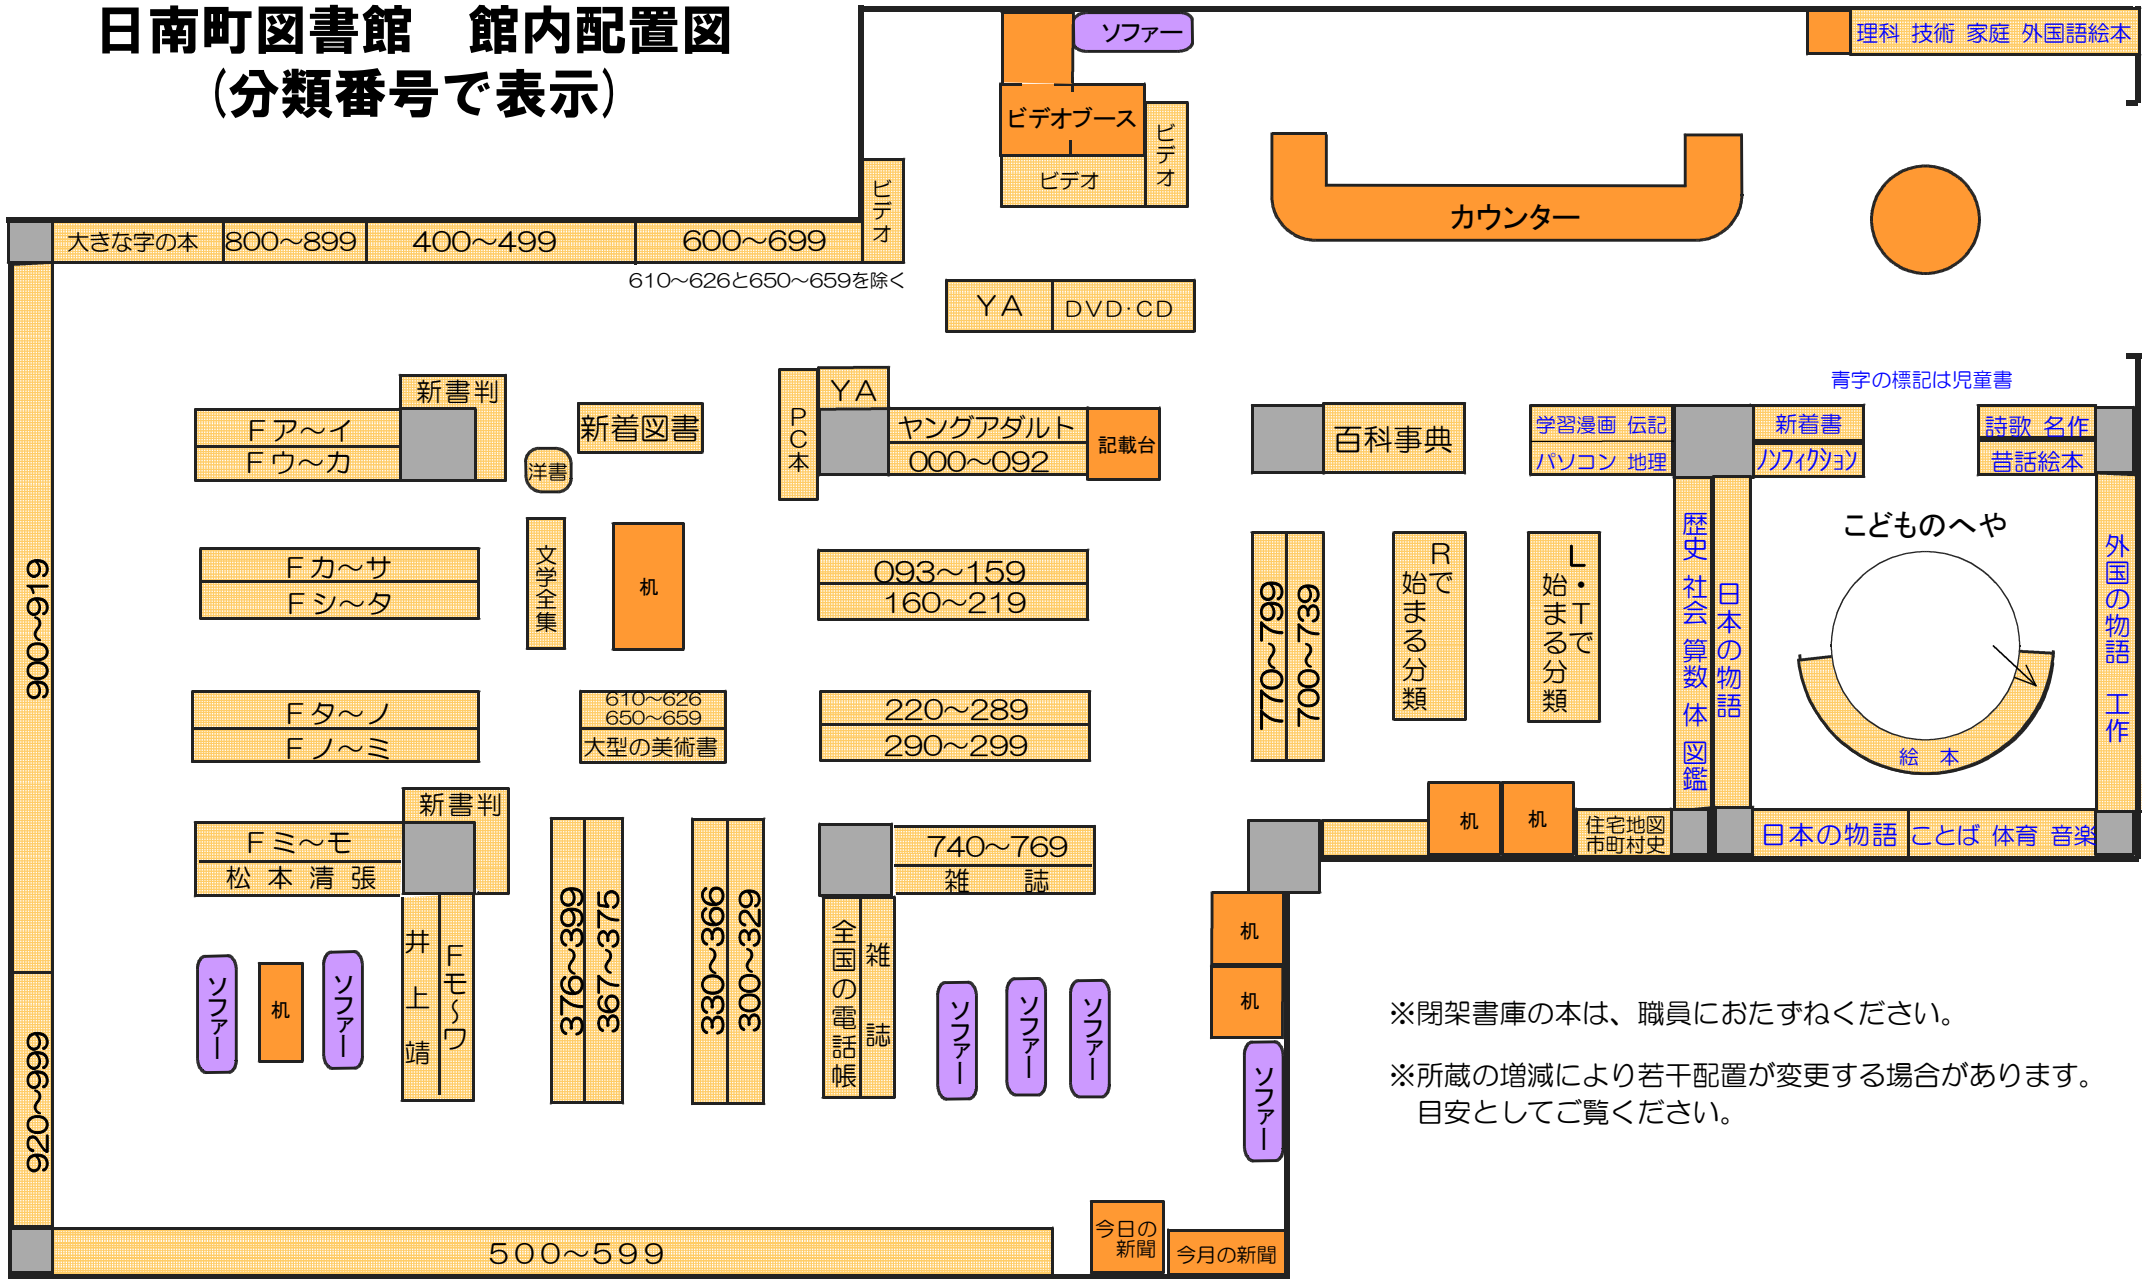 日南町図書館　館内配置図
(分類番号で表示)
ソファー
ビデオブース
ビデオ
ビデオ
ビデオ
カウンター
理科 技術 家庭 外国語絵本
大きな字の本
800～899
400～499
600～699
610～626と650～659を除く
YA
DVD・CD
青字の標記は児童書
新書判
Fア～イ
Fウ～カ
洋書
新着図書
PC本
YA
ヤングアダルト
000～092
記載台
百科事典
学習漫画 伝記
パソコン 地理
新着書
ノンフィクション
詩歌 名作
昔話絵本
900～919
Fカ～サ
Fシ～タ
文学全集
机
093～159
160～219
770～799
700～739
Rで
始まる分類
L・Tで
始まる分類
歴史 社会 算数 体 図鑑
日本の物語
こどものへや
絵 本
外国の物語 工作
Fタ～ノ
Fノ～ミ
610～626
650～659
大型の美術書
220～289
290～299
新書判
Fミ～モ
松本清張
井上靖
Fモ～ワ
376～399
367～375
330～366
300～329
740～769
雑 誌
全国の電話帳
雑 誌
机
机
住宅地図
市町村史
日本の物語
ことば 体育 音楽
机
机
ソファー
机
ソファー
ソファー
ソファー
ソファー
ソファー
920～999
500～599
今日の
新聞
今月の新聞
※閉架書庫の本は、職員におたずねください。
※所蔵の増減により若干配置が変更する場合があります。
目安としてご覧ください。